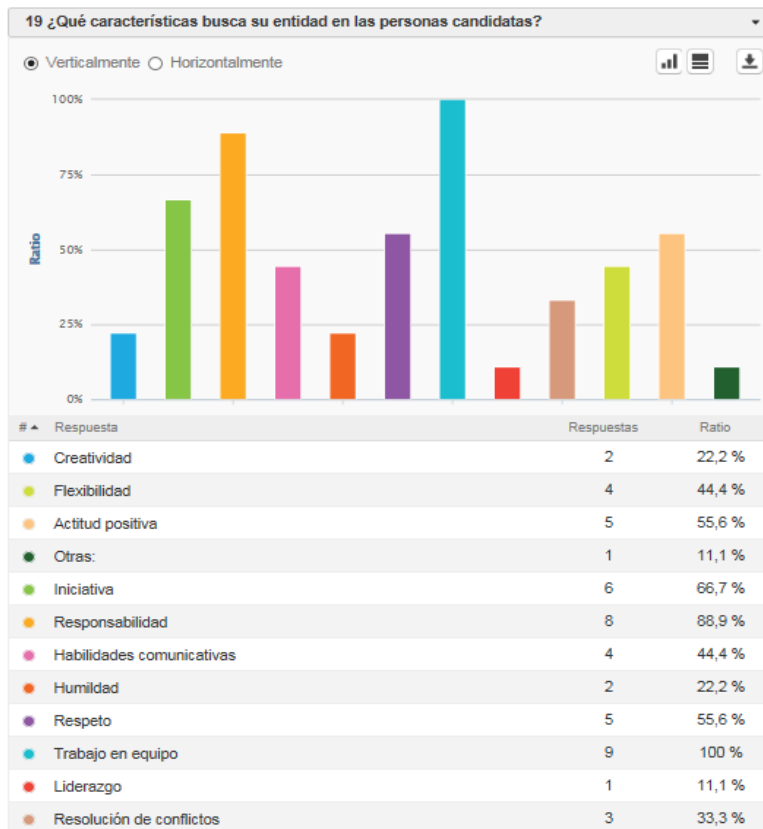 19 ¿Qué características busca su entidad en las personas candidatas?
Verticalmente Horizontalmente
100%
75%
50%
25%
0%
Ratio
# Respuesta Respuestas Ratio
Creatividad 2 22,2 %
Flexibilidad 4 44,4 %
Actitud positiva 5 55,6 %
Otras: 1 11,1 %
Iniciativa 6 66,7 %
Responsabilidad 8 88,9 %
Habilidades comunicativas 4 44,4 %
Humildad 2 22,2 %
Respeto 5 55,6 %
Trabajo en equipo 9 100 %
Liderazgo 1 11,1 %
Resolución de conflictos 3 33,3 %